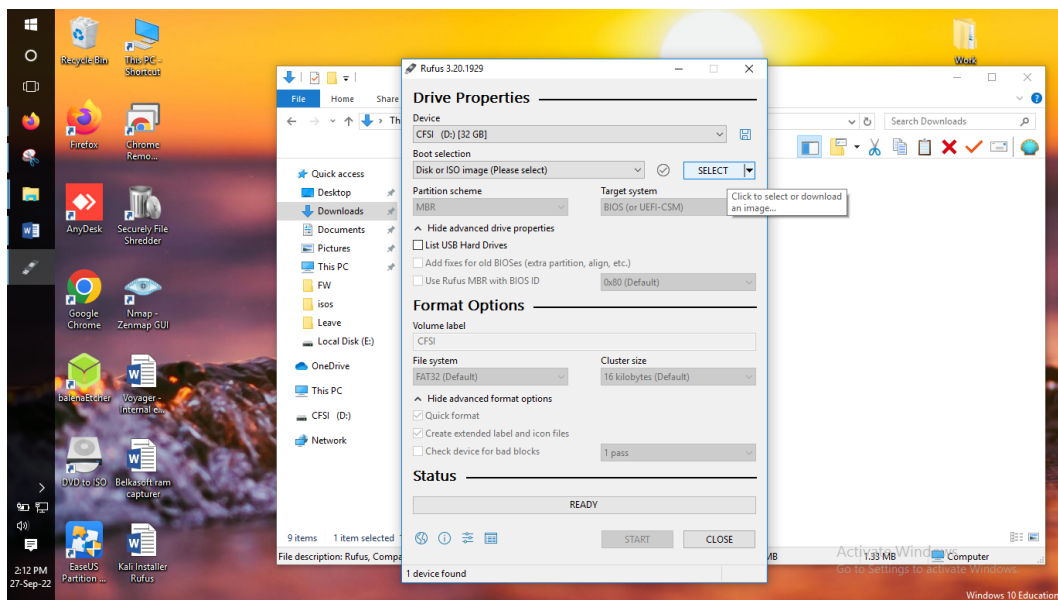 Recycle Bin
This PC -
Shortcut
Firefox
Chrome
Remo...
AnyDesk
Securely File
Shredder
Google
Chrome
Nmap -
Zenmap GUI
balenaEtcher
Voyager -
Internal e...
DVD to ISO
Belkasoft ram
capturer
EaseUS
Partition ...
Kali Installer
Rufus
2:12 PM
27-Sep-22
Work
File
Home
Share
Th
Search Downloads
Quick access
Desktop
Downloads
Documents
Pictures
This PC
FW
isos
Leave
Local Disk (E:)
OneDrive
This PC
CFSI (D:)
Network
9 items
1 item selected
File description: Rufus, Compa
Rufus 3.20.1929
Drive Properties
Device
CFSI (D:) [32 GB]
Boot selection
Disk or ISO image (Please select)
SELECT
Click to select or download
an image...
Partition scheme
Target system
MBR
BIOS (or UEFI-CSM)
Hide advanced drive properties
List USB Hard Drives
Add fixes for old BIOSes (extra partition, align, etc.)
Use Rufus MBR with BIOS ID
0x80 (Default)
Format Options
Volume label
CFSI
File system
Cluster size
FAT32 (Default)
16 kilobytes (Default)
Hide advanced format options
Quick format
Create extended label and icon files
Check device for bad blocks
1 pass
Status
READY
START
CLOSE
1 device found
MB
1.33 MB
Computer
Activate Windows
Go to Settings to activate Windows.
Windows 10 Education